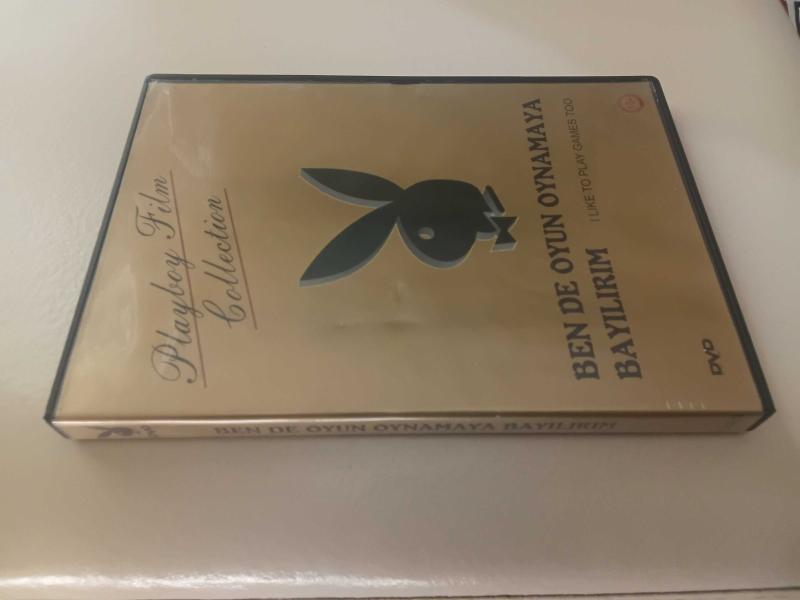 Playboy Film
Collection
BEN DE OYUN OYNAMAYA
BAYILIRIM
I LIKE TO PLAY GAMES TOO
DVD
BEN DE OYUN OYNAMAYA BAYILIRIM